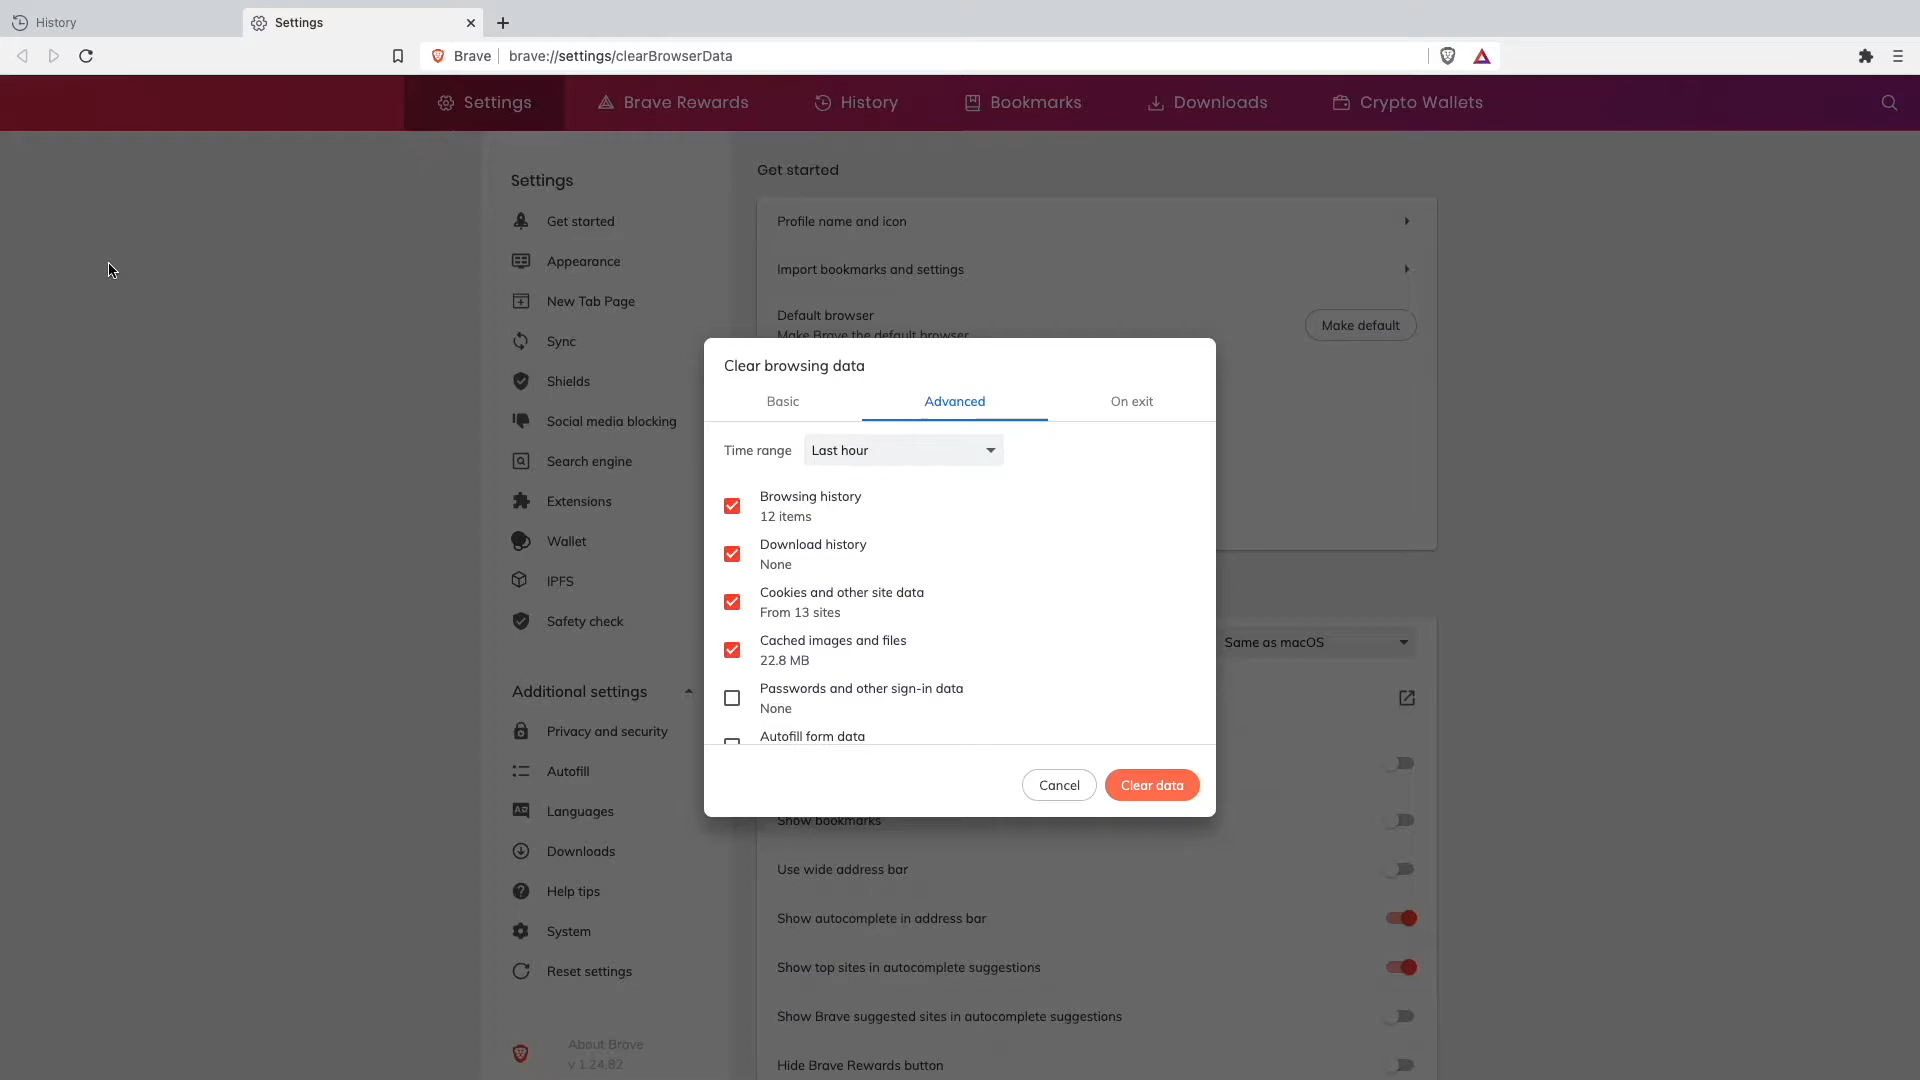 History
Settings
Brave
brave://settings/clearBrowserData
Settings
Brave Rewards
History
Bookmarks
Downloads
Crypto Wallets
Settings
Get started
Appearance
New Tab Page
Sync
Shields
Social media blocking
Search engine
Extensions
Wallet
IPFS
Safety check
Additional settings
Privacy and security
Autofill
Languages
Downloads
Help tips
System
Reset settings
About Brave
v 1.24.82
Get started
Profile name and icon
Import bookmarks and settings
Default browser
Make Brave the default browser
Make default
Clear browsing data
Basic
Advanced
On exit
Time range
Last hour
Browsing history
12 items
Download history
None
Cookies and other site data
From 13 sites
Cached images and files
22.8 MB
Passwords and other sign-in data
None
Autofill form data
Cancel
Clear data
Same as macOS
Show bookmarks
Use wide address bar
Show autocomplete in address bar
Show top sites in autocomplete suggestions
Show Brave suggested sites in autocomplete suggestions
Hide Brave Rewards button